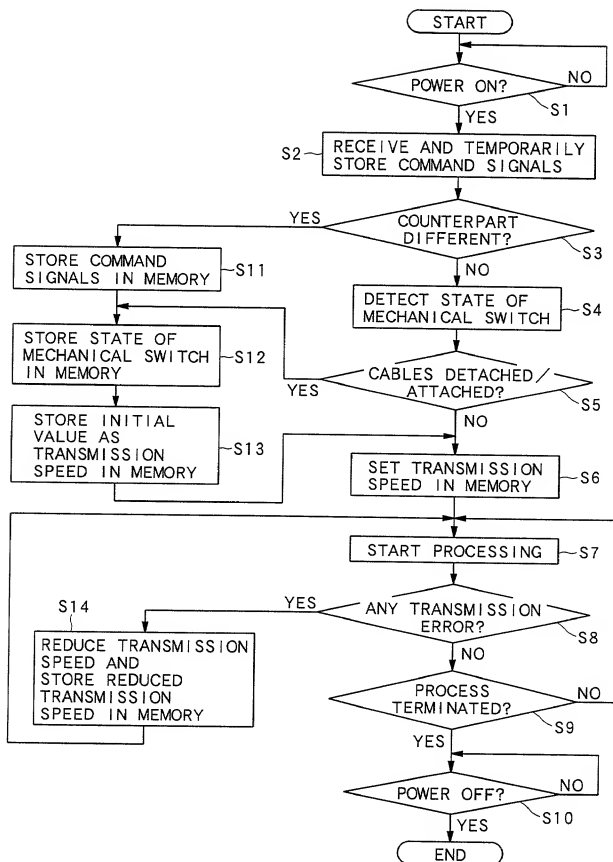 START
POWER ON?
NO
S1
YES
S2
RECEIVE AND TEMPORARILY
STORE COMMAND SIGNALS
YES
COUNTERPART
DIFFERENT?
S3
NO
STORE COMMAND
SIGNALS IN MEMORY
S11
DETECT STATE OF
MECHANICAL SWITCH
S4
STORE STATE OF
MECHANICAL SWITCH
IN MEMORY
S12
YES
CABLES DETACHED/
ATTACHED?
S5
NO
STORE INITIAL
VALUE AS
TRANSMISSION
SPEED IN MEMORY
S13
SET TRANSMISSION
SPEED IN MEMORY
S6
START PROCESSING
S7
YES
ANY TRANSMISSION
ERROR?
S8
NO
S14
REDUCE TRANSMISSION
SPEED AND
STORE REDUCED
TRANSMISSION
SPEED IN MEMORY
PROCESS
TERMINATED?
NO
S9
YES
POWER OFF?
NO
S10
YES
END